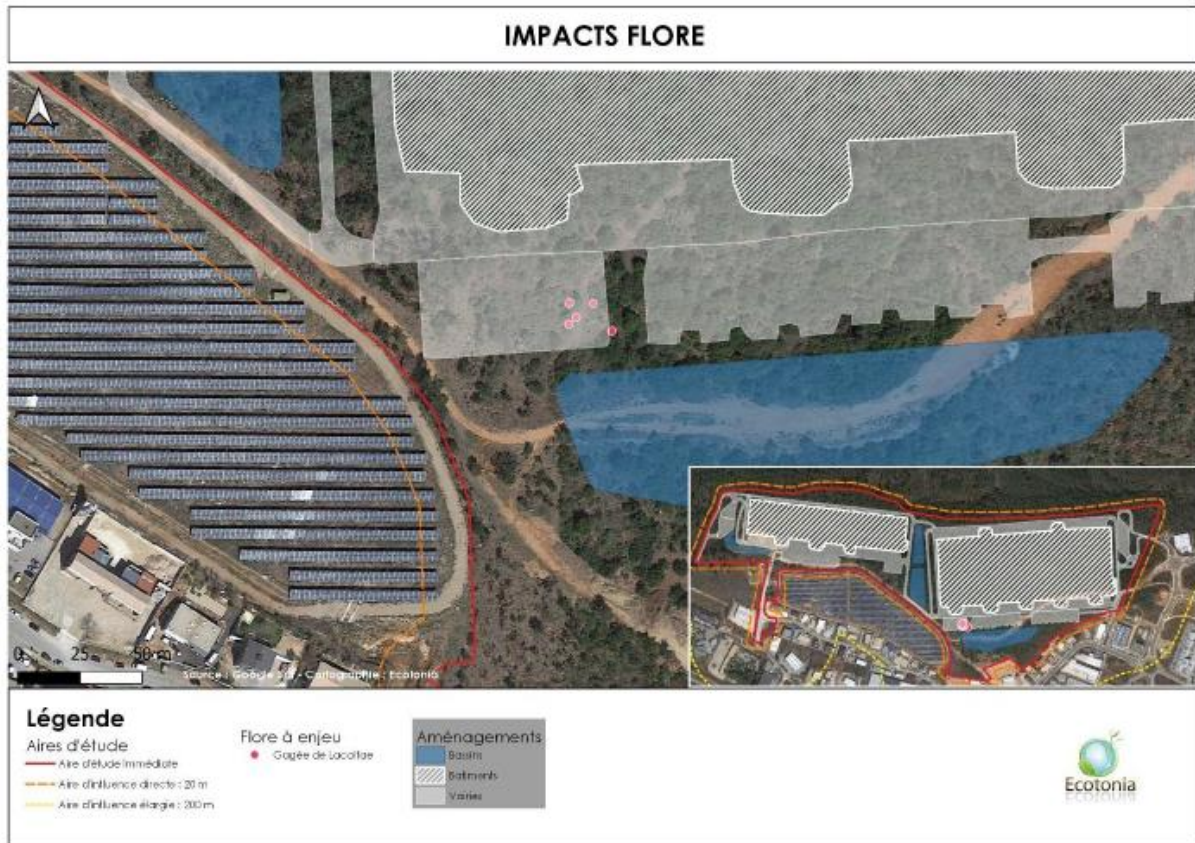 IMPACTS FLORE
0 25 50 m
Source : Google Sat - Cartographie : Ecotonia
Légende
Aires d'étude
Aire d'étude immédiate
Aire d'influence directe : 20 m
Aire d'influence élargie : 200 m
Flore à enjeu
Gagée de Lacaitae
Aménagements
Bassins
Batiments
Voiries
Ecotonia